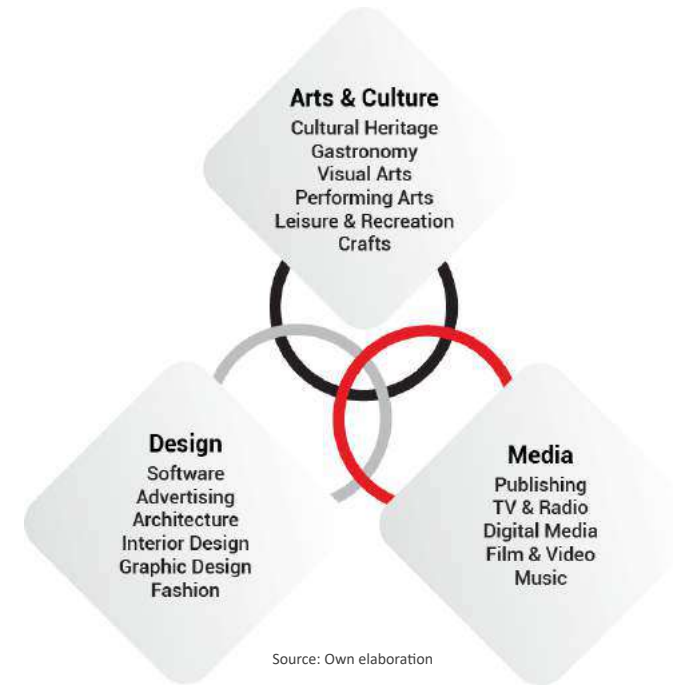 Arts & Culture
Cultural Heritage
Gastronomy
Visual Arts
Performing Arts
Leisure & Recreation
Crafts
Design
Software
Advertising
Architecture
Interior Design
Graphic Design
Fashion
Media
Publishing
TV & Radio
Digital Media
Film & Video
Music
Source: Own elaboration